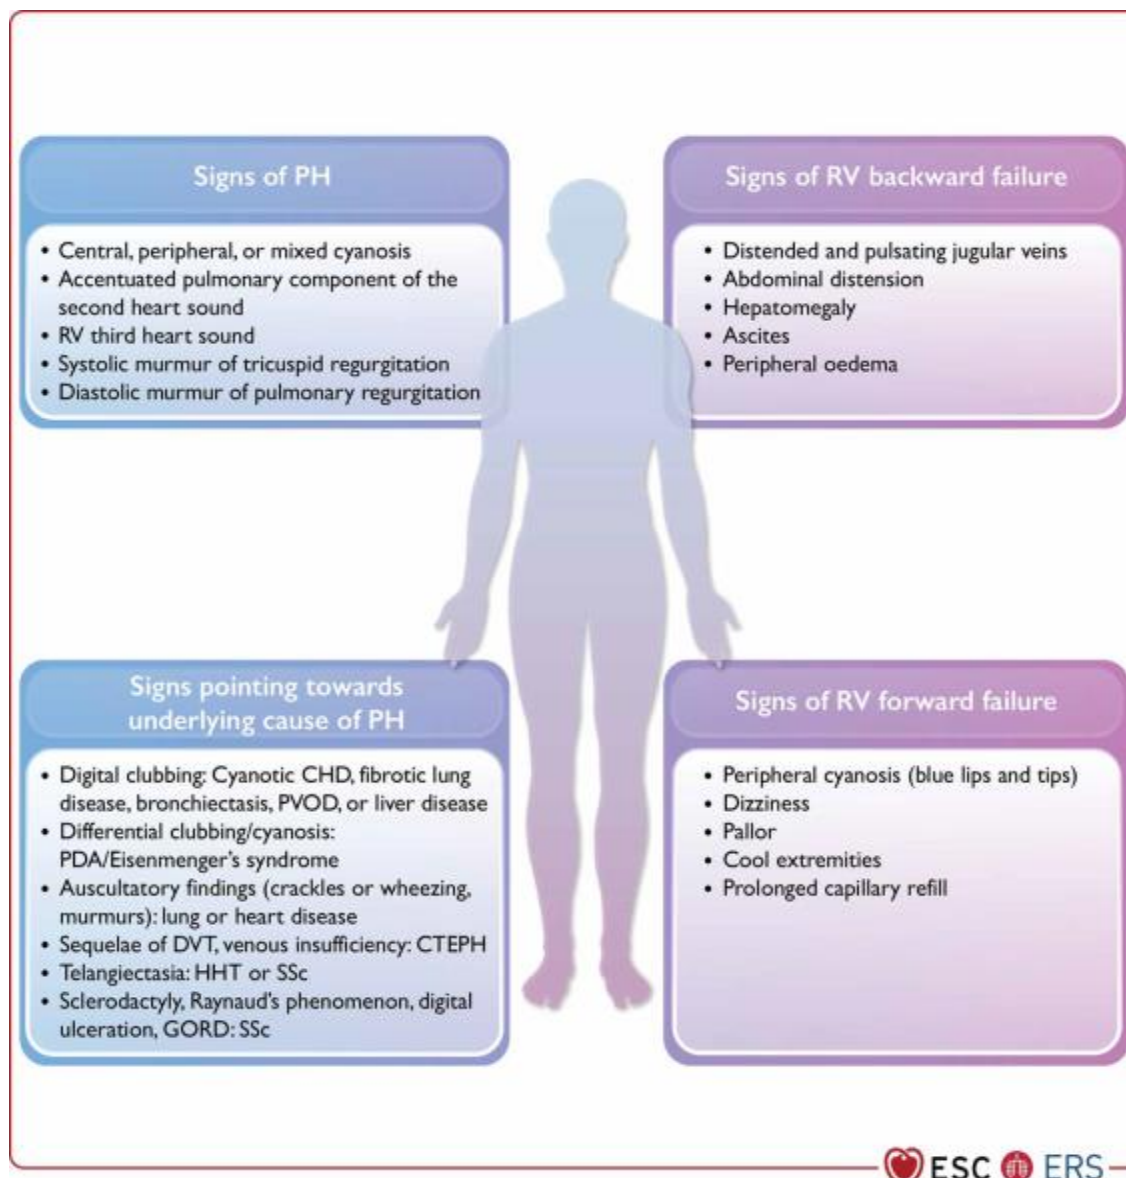 Signs of PH
• Central, peripheral, or mixed cyanosis
• Accentuated pulmonary component of the
second heart sound
• RV third heart sound
• Systolic murmur of tricuspid regurgitation
• Diastolic murmur of pulmonary regurgitation
Signs of RV backward failure
• Distended and pulsating jugular veins
• Abdominal distension
• Hepatomegaly
• Ascites
• Peripheral oedema
Signs pointing towards
underlying cause of PH
• Digital clubbing: Cyanotic CHD, fibrotic lung
disease, bronchiectasis, PVOD, or liver disease
• Differential clubbing/cyanosis:
PDA/Eisenmenger's syndrome
• Auscultatory findings (crackles or wheezing,
murmurs): lung or heart disease
• Sequelae of DVT, venous insufficiency: CTEPH
• Telangiectasia: HHT or SSc
• Sclerodactyly, Raynaud's phenomenon, digital
ulceration, GORD: SSc
Signs of RV forward failure
• Peripheral cyanosis (blue lips and tips)
• Dizziness
• Pallor
• Cool extremities
• Prolonged capillary refill
ESC ERS